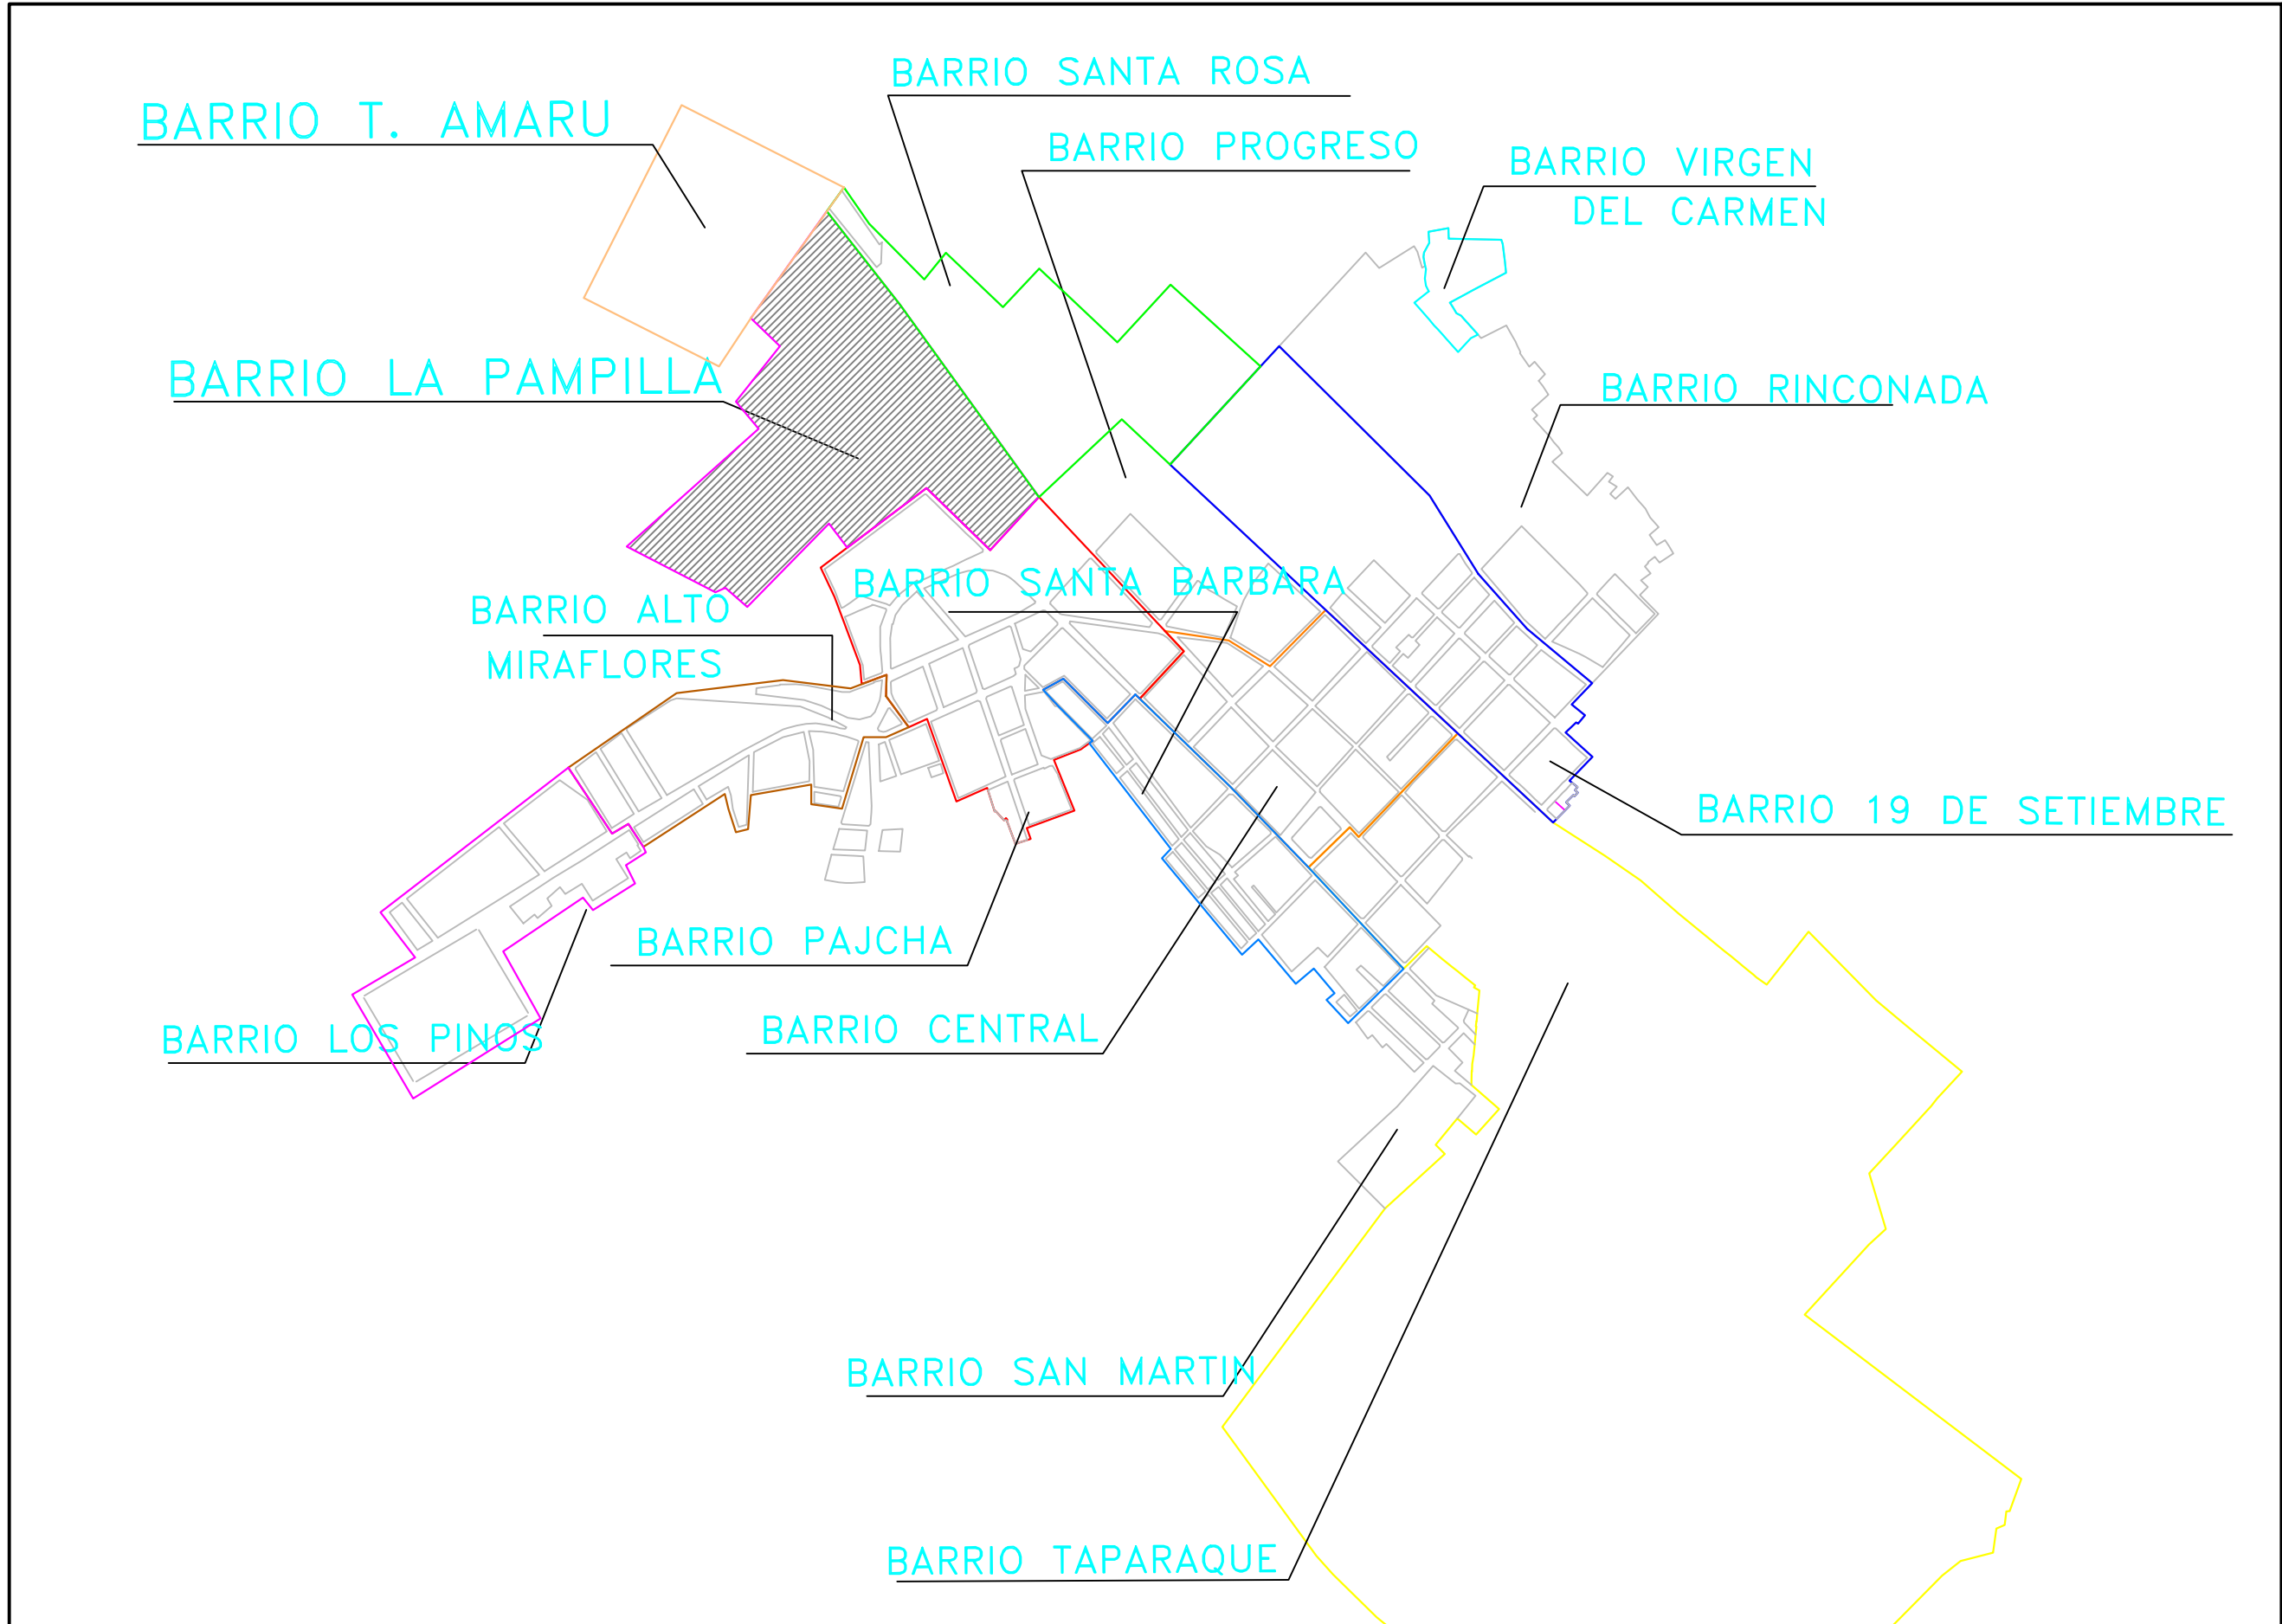 BARRIO SANTA ROSA
BARRIO T. AMARU
BARRIO PROGRESO
BARRIO VIRGEN
DEL CARMEN
BARRIO LA PAMPILLA
BARRIO RINCONADA
BARRIO SANTA BARBARA
BARRIO ALTO
MIRAFLORES
BARRIO 19 DE SETIEMBRE
BARRIO PAJCHA
BARRIO CENTRAL
BARRIO LOS PINOS
BARRIO SAN MARTIN
BARRIO TAPARAQUE